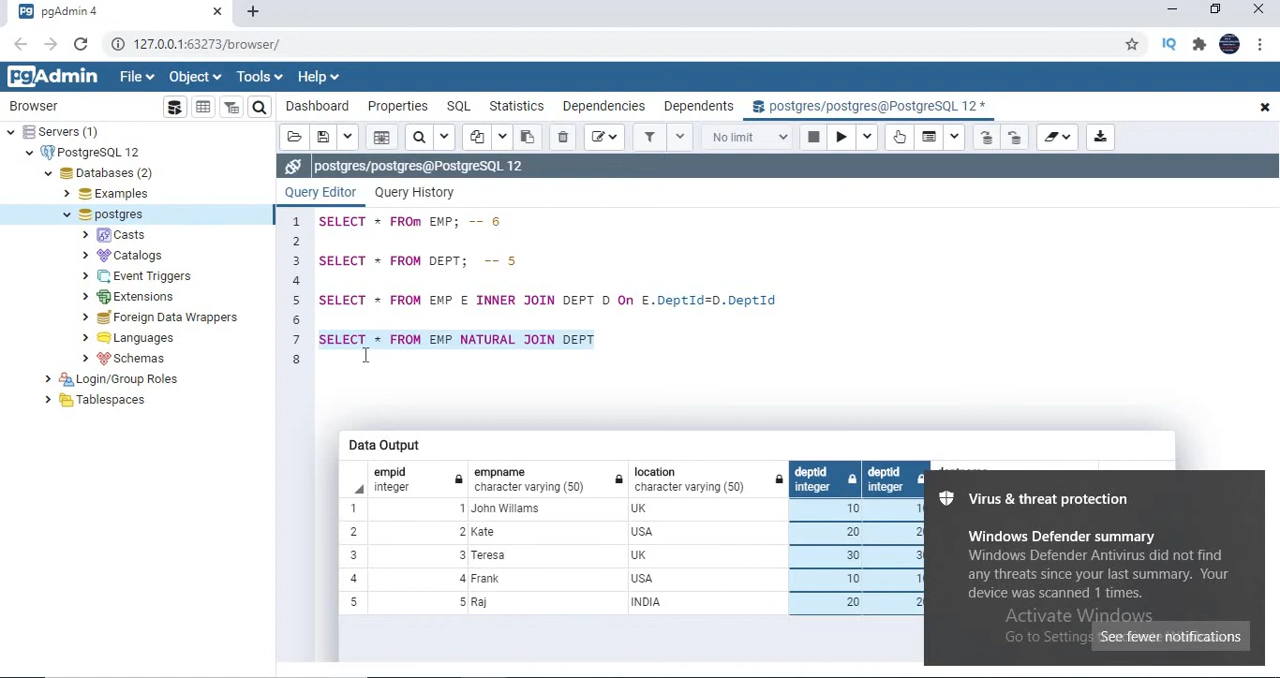 pgAdmin 4
127.0.0.1:63273/browser/
IQ
pgAdmin File Object Tools Help
Browser
Dashboard Properties SQL Statistics Dependencies Dependents postgres/postgres@PostgreSQL 12 *
Servers (1)
PostgreSQL 12
Databases (2)
Examples
postgres
Casts
Catalogs
Event Triggers
Extensions
Foreign Data Wrappers
Languages
Schemas
Login/Group Roles
Tablespaces
No limit
postgres/postgres@PostgreSQL 12
Query Editor Query History
1 SELECT * FROm EMP; -- 6
2
3 SELECT * FROM DEPT; -- 5
4
5 SELECT * FROM EMP E INNER JOIN DEPT D On E.DeptId=D.DeptId
6
7 SELECT * FROM EMP NATURAL JOIN DEPT
8
Data Output
empid empname location deptid deptid
integer character varying (50) character varying (50) integer integer
1 1 John Willams UK 10
2 2 Kate USA 20
3 3 Teresa UK 30
4 4 Frank USA 10
5 5 Raj INDIA 20
Virus & threat protection
Windows Defender summary
Windows Defender Antivirus did not find
any threats since your last summary. Your
device was scanned 1 times.
Activate Windows
Go to Settings
See fewer notifications